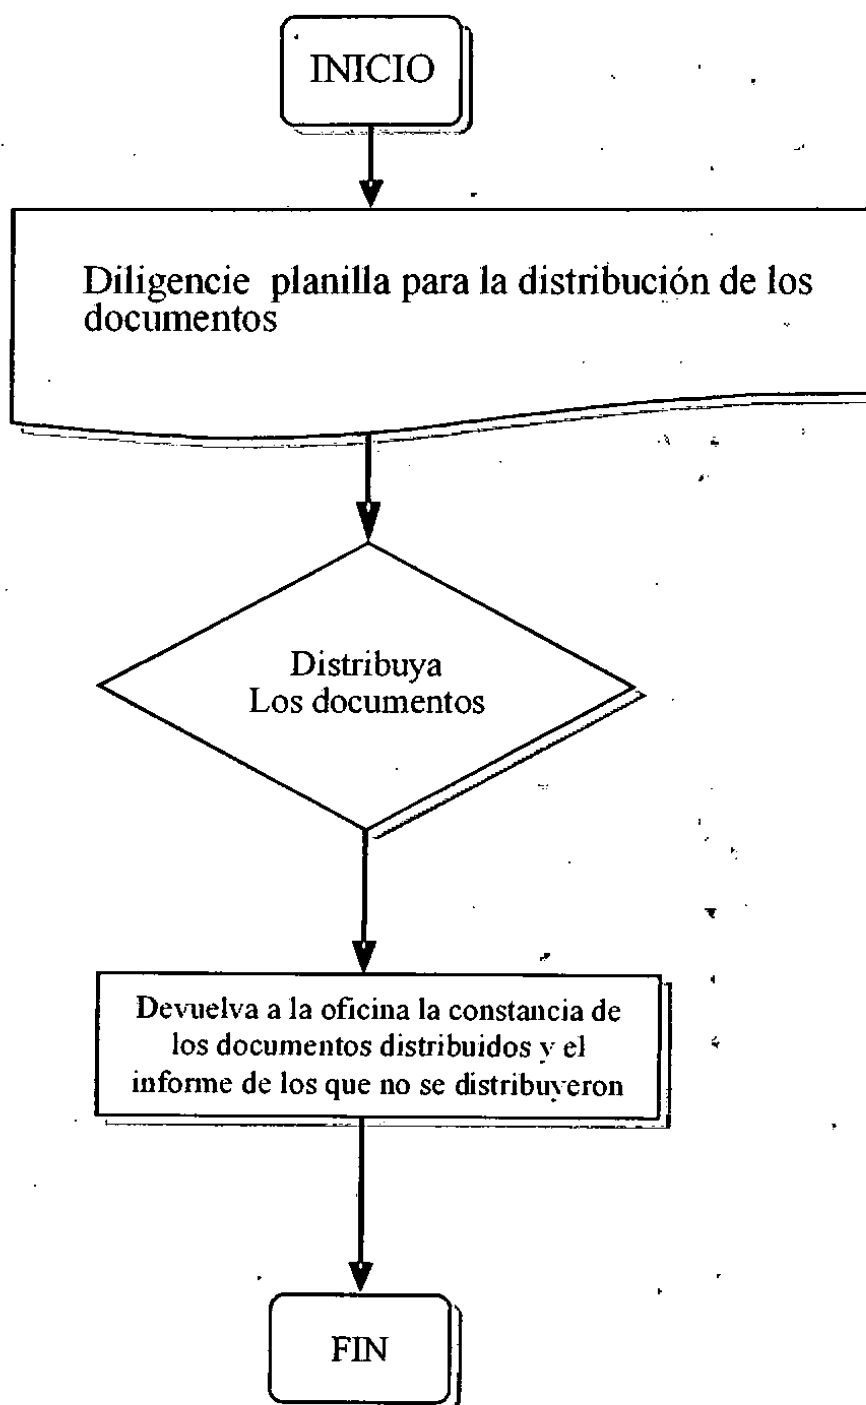 INICIO
Diligencie planilla para la distribución de los
documentos
Distribuya
Los documentos
Devuelva a la oficina la constancia de
los documentos distribuidos y el
informe de los que no se distribuyeron
FIN